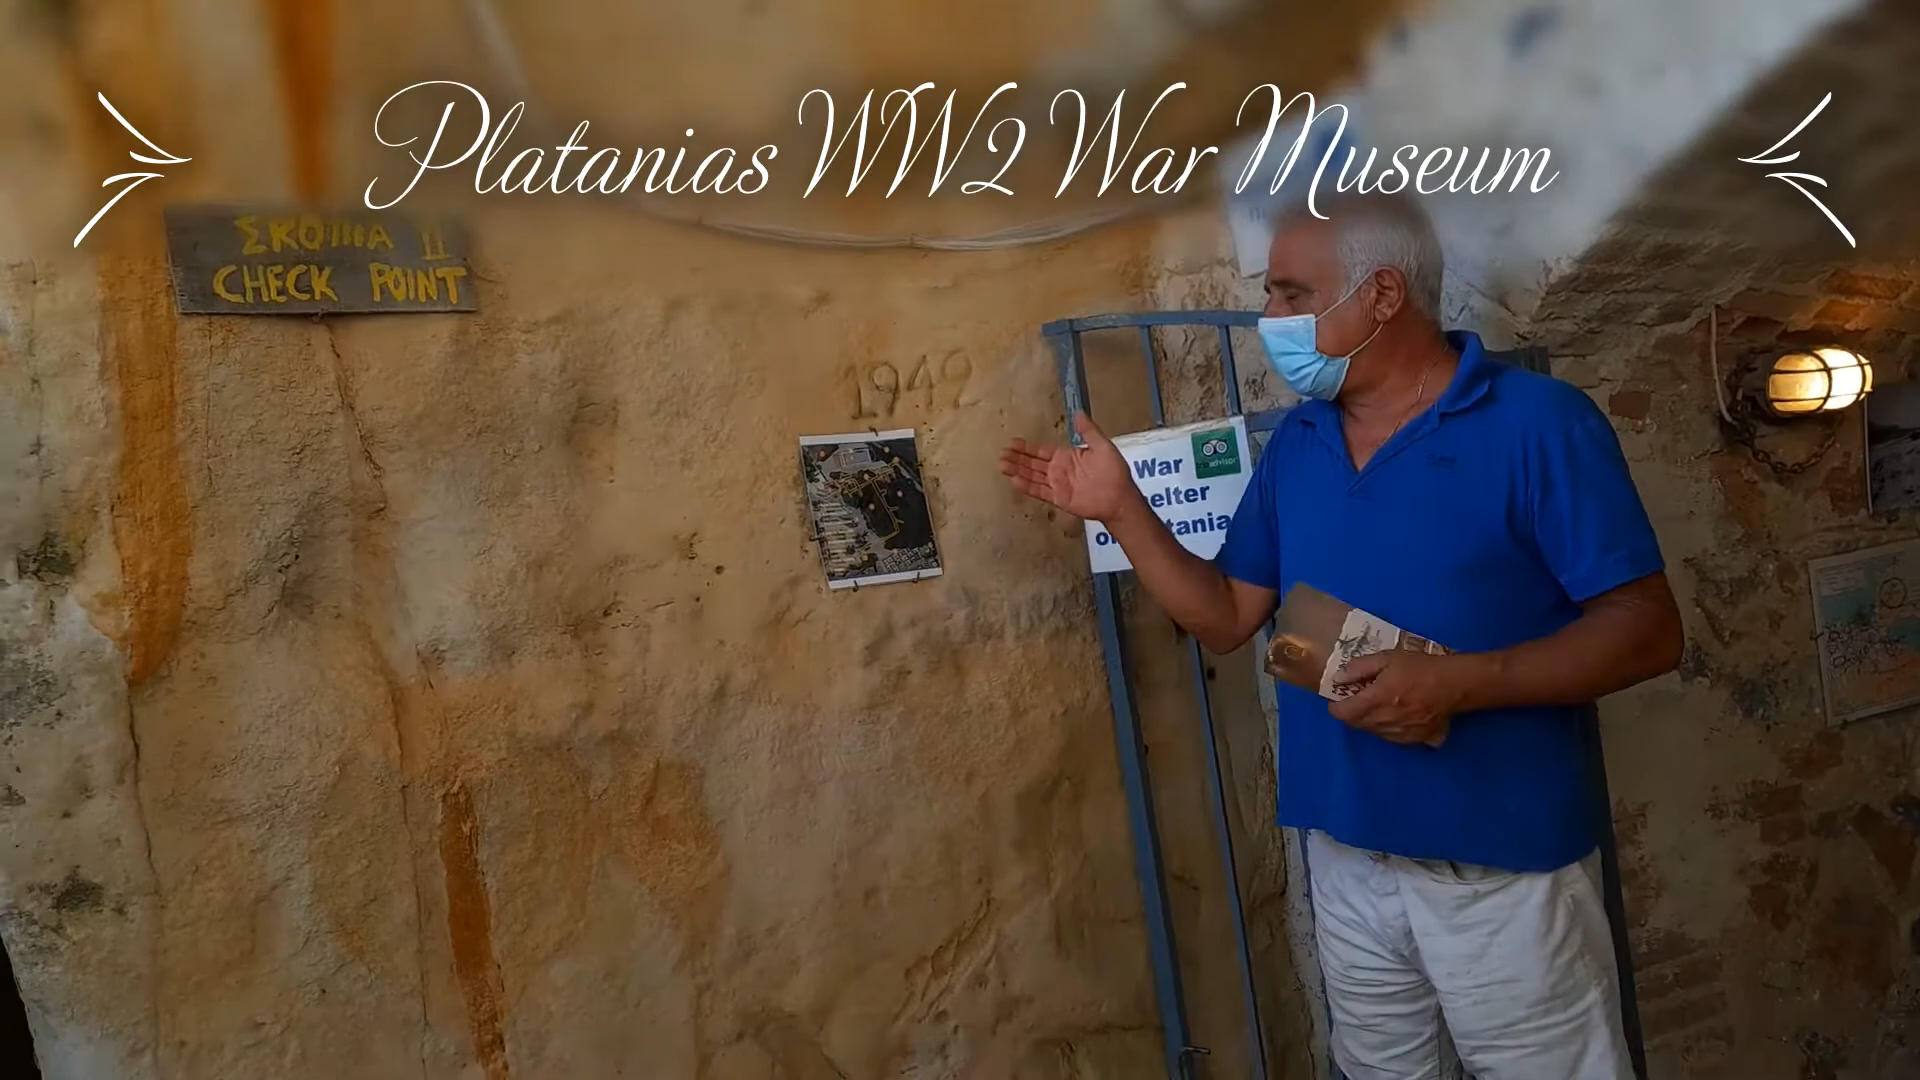 Platanias WW2 War Museum
ΣΚΟΠΙΑ II
CHECK POINT
1942
War
elter
tania